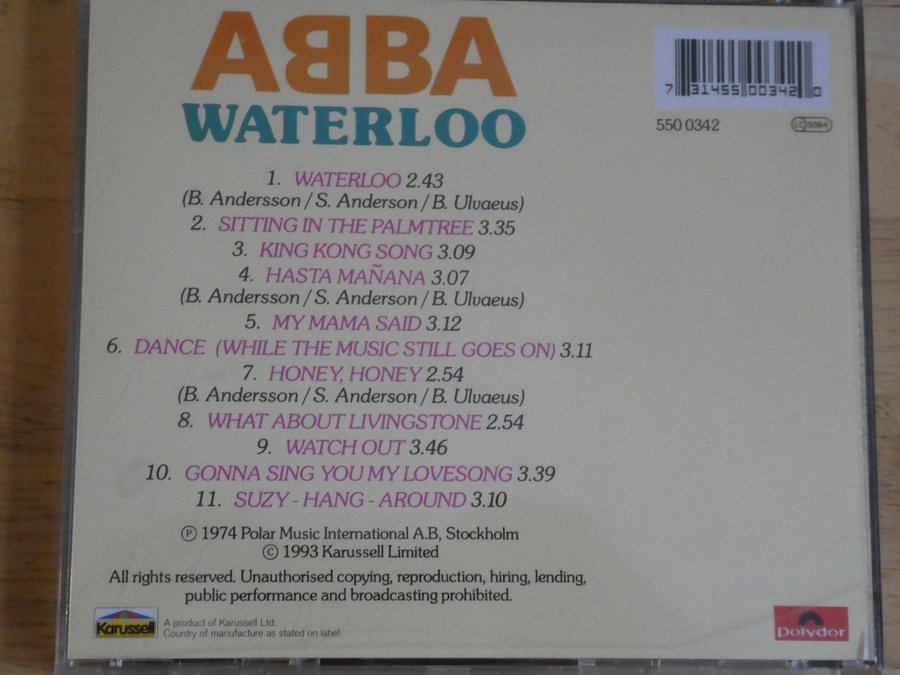 ABBA
WATERLOO
7 31455 00342 0
550 0342
LC 5064
1. WATERLOO 2.43
(B. Andersson / S. Anderson / B. Ulvaeus)
2. SITTING IN THE PALMTREE 3.35
3. KING KONG SONG 3.09
4. HASTA MAÑANA 3.07
(B. Andersson / S. Anderson / B. Ulvaeus)
5. MY MAMA SAID 3.12
6. DANCE (WHILE THE MUSIC STILL GOES ON) 3.11
7. HONEY, HONEY 2.54
(B. Andersson / S. Anderson / B. Ulvaeus)
8. WHAT ABOUT LIVINGSTONE 2.54
9. WATCH OUT 3.46
10. GONNA SING YOU MY LOVESONG 3.39
11. SUZY - HANG - AROUND 3.10
℗ 1974 Polar Music International A.B, Stockholm
© 1993 Karussell Limited
All rights reserved. Unauthorised copying, reproduction, hiring, lending,
public performance and broadcasting prohibited.
Karussell
A product of Karussell Ltd.
Country of manufacture as stated on label.
Polydor